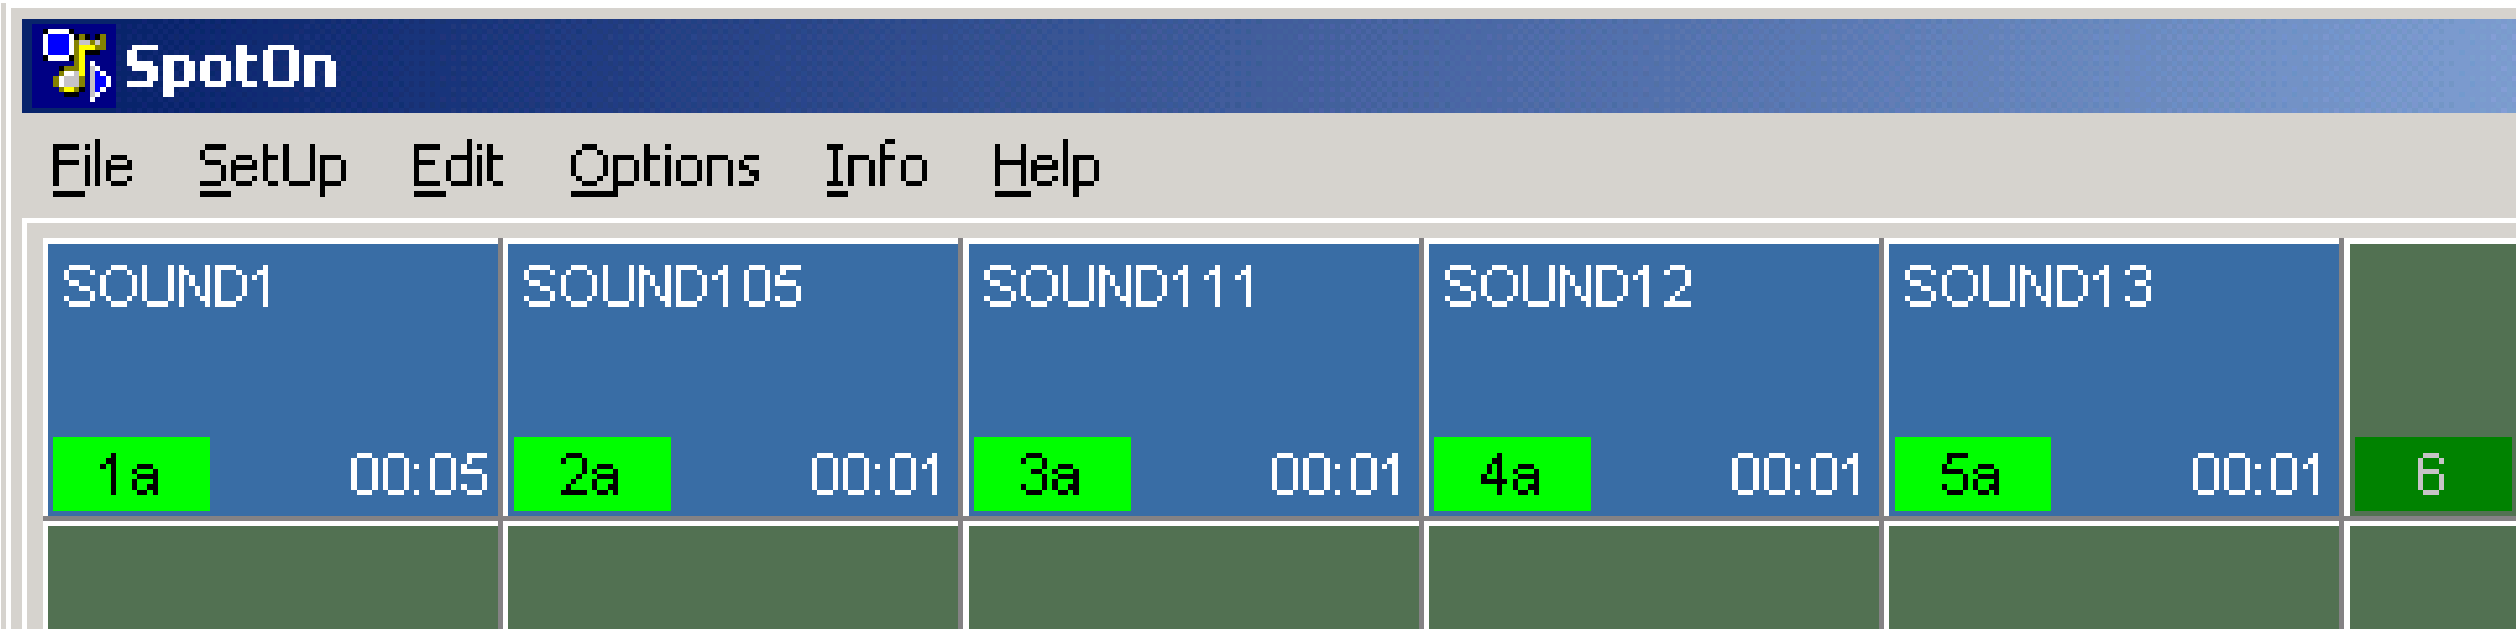 SpotOn
File SetUp Edit Options Info Help
SOUND1 SOUND105 SOUND111 SOUND12 SOUND13
1a 00:05 2a 00:01 3a 00:01 4a 00:01 5a 00:01 6